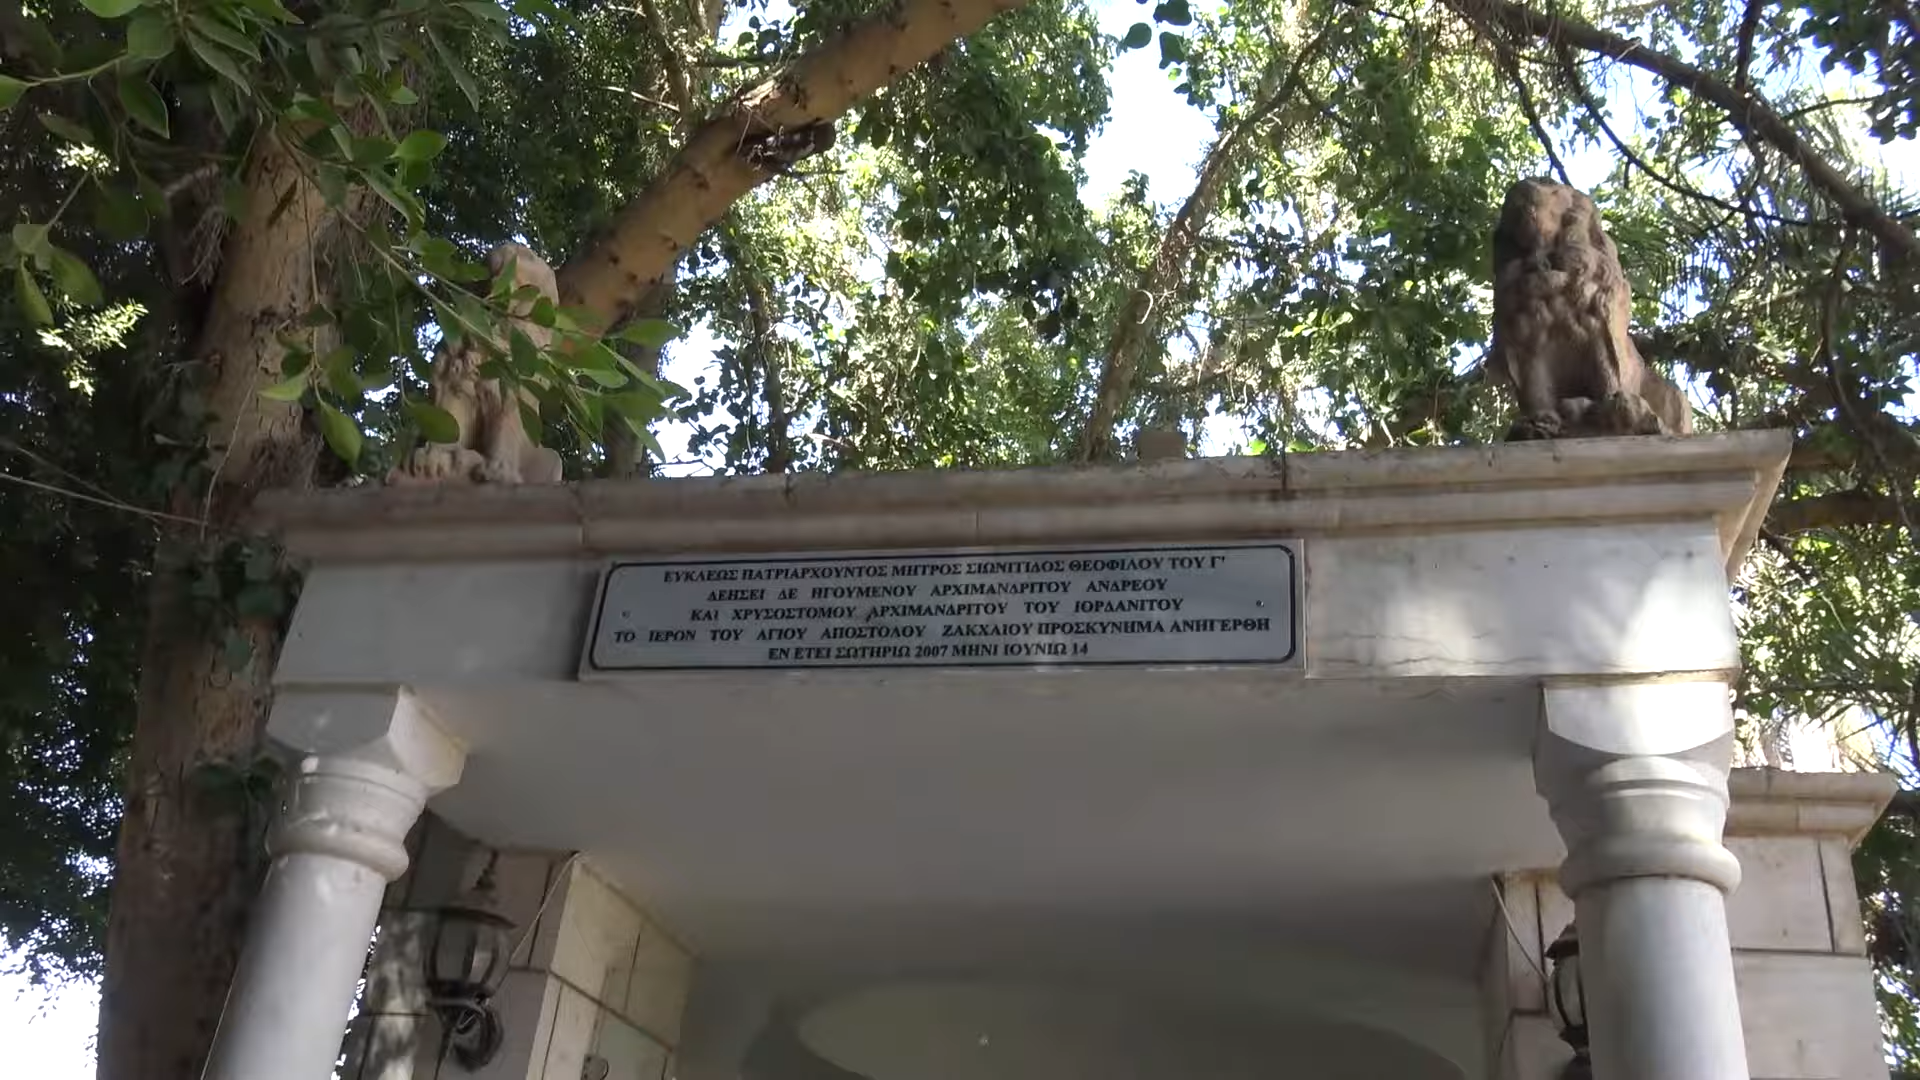 ΕΥΚΛΕΩΣ ΠΑΤΡΙΑΡΧΟΥΝΤΟΣ ΜΗΤΡΟΣ ΣΙΩΝΙΤΙΔΟΣ ΘΕΟΦΙΛΟΥ ΤΟΥ Γ'
ΔΕΗΣΕΙ ΔΕ ΗΓΟΥΜΕΝΟΥ ΑΡΧΙΜΑΝΔΡΙΤΟΥ ΑΝΔΡΕΟΥ
ΚΑΙ ΧΡΥΣΟΣΤΟΜΟΥ ΑΡΧΙΜΑΝΔΡΙΤΟΥ ΤΟΥ ΙΟΡΔΑΝΙΤΟΥ
ΤΟ ΙΕΡΟΝ ΤΟΥ ΑΓΙΟΥ ΑΠΟΣΤΟΛΟΥ ΖΑΚΧΑΙΟΥ ΠΡΟΣΚΥΝΗΜΑ ΑΝΗΓΕΡΘΗ
ΕΝ ΕΤΕΙ ΣΩΤΗΡΙΩ 2007 ΜΗΝΙ ΙΟΥΝΙΩ 14